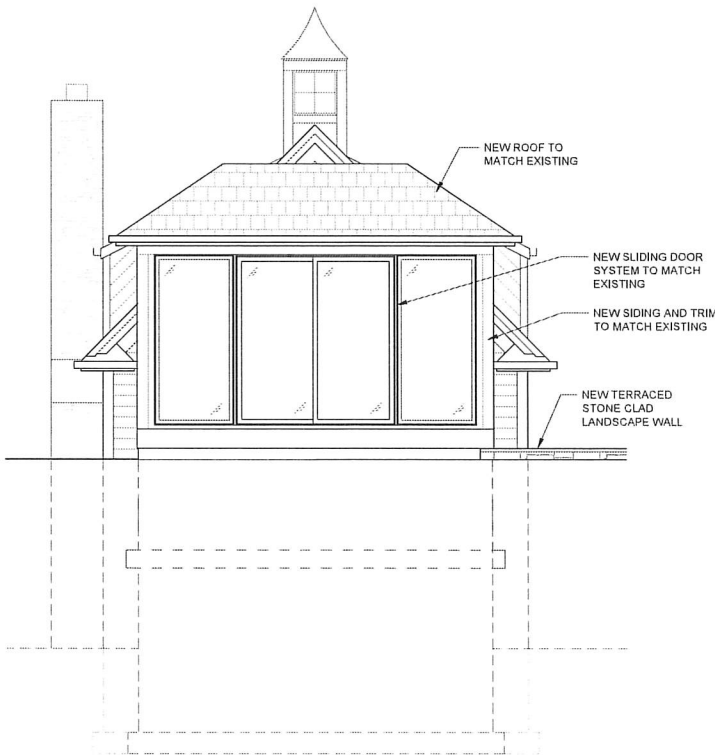 NEW ROOF TO
MATCH EXISTING
NEW SLIDING DOOR
SYSTEM TO MATCH
EXISTING
NEW SIDING AND TRIM
TO MATCH EXISTING
NEW TERRACED
STONE CLAD
LANDSCAPE WALL